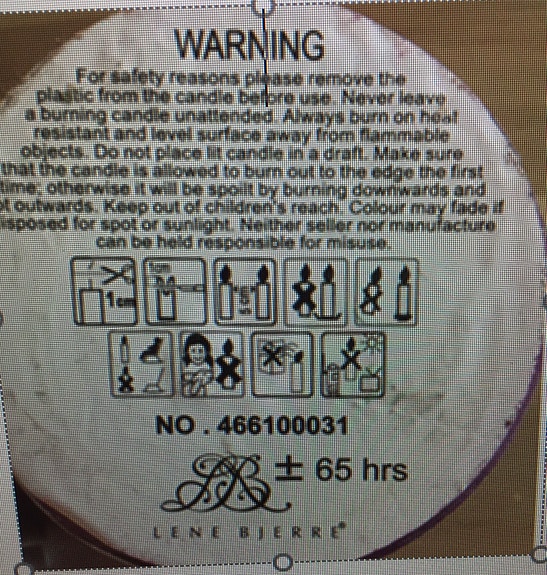 WARNING
For safety reasons please remove the
plastic from the candle before use. Never leave
a burning candle unattended. Always burn on heat
resistant and level surface away from flammable
objects. Do not place lit candle in a draft. Make sure
that the candle is allowed to burn out to the edge the first
time, otherwise it will be spoilt by burning downwards and
ot outwards. Keep out of children's reach. Colour may fade if
isposed for spot or sunlight. Neither seller nor manufacture
can be held responsible for misuse.
1cm
NO . 466100031
± 65 hrs
LENE BJERRE®